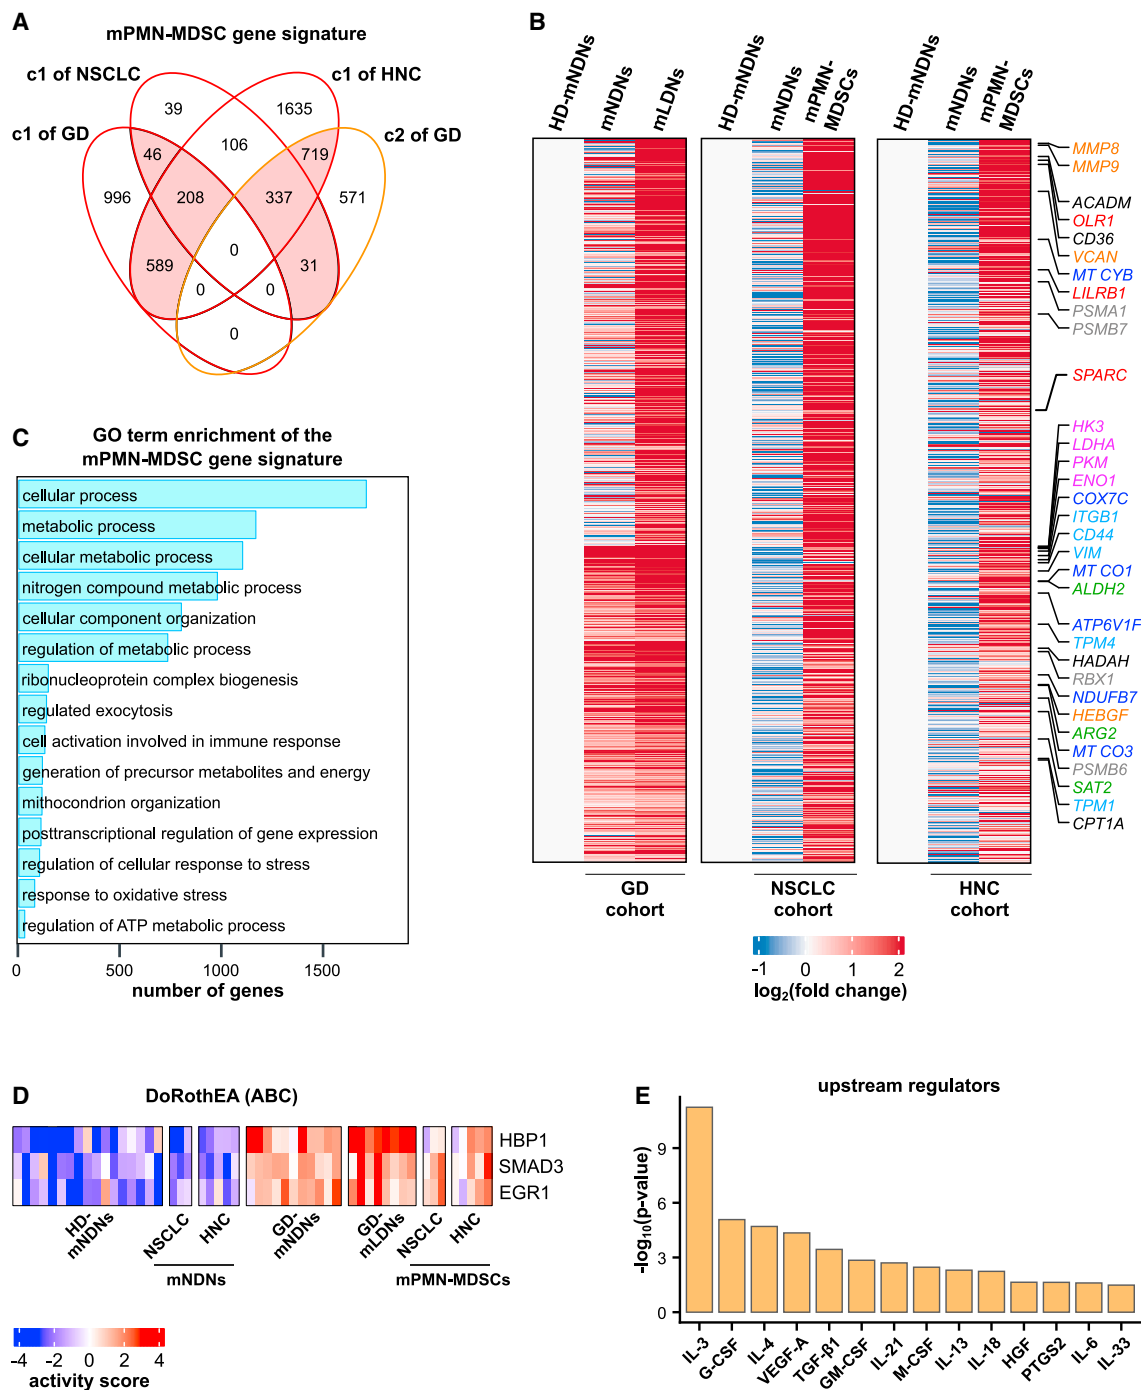 A
mPMN-MDSC gene signature
c1 of NSCLC
c1 of HNC
c1 of GD
c2 of GD
39
1635
106
46
719
996
208
337
571
0
589
31
0
0
0
B
HD-mNDNs
mNDNs
mLDNs
HD-mNDNs
mNDNs
mPMN-
MDSCs
HD-mNDNs
mNDNs
mPMN-
MDSCs
MMP8
MMP9
ACADM
OLR1
CD36
VCAN
MT CYB
LILRB1
PSMA1
PSMB7
SPARC
HK3
LDHA
PKM
ENO1
COX7C
ITGB1
CD44
VIM
MT CO1
ALDH2
ATP6V1F
TPM4
HADAH
RBX1
NDUFB7
HEBGF
ARG2
MT CO3
PSMB6
SAT2
TPM1
CPT1A
GD
cohort
NSCLC
cohort
HNC
cohort
-1 0 1 2
log2(fold change)
C
GO term enrichment of the
mPMN-MDSC gene signature
cellular process
metabolic process
cellular metabolic process
nitrogen compound metabolic process
cellular component organization
regulation of metabolic process
ribonucleoprotein complex biogenesis
regulated exocytosis
cell activation involved in immune response
generation of precursor metabolites and energy
mithocondrion organization
posttranscriptional regulation of gene expression
regulation of cellular response to stress
response to oxidative stress
regulation of ATP metabolic process
0 500 1000 1500
number of genes
D
DoRothEA (ABC)
HBP1
SMAD3
EGR1
HD-
mNDNs
NSCLC
HNC
GD-
mNDNs
GD-
mLDNs
NSCLC
HNC
mNDNs
mPMN-MDSCs
-4 -2 0 2 4
activity score
E
upstream regulators
-log10(p-value)
9
6
3
0
IL-3
G-CSF
IL-4
VEGF-A
TGF-β1
GM-CSF
IL-21
M-CSF
IL-13
IL-18
HGF
PTGS2
IL-6
IL-33